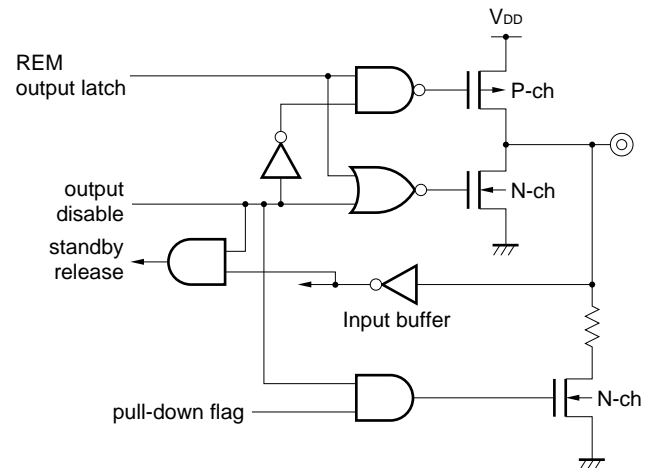 VDD
REM
output latch
P-ch
output
disable
N-ch
standby
release
Input buffer
N-ch
pull-down flag